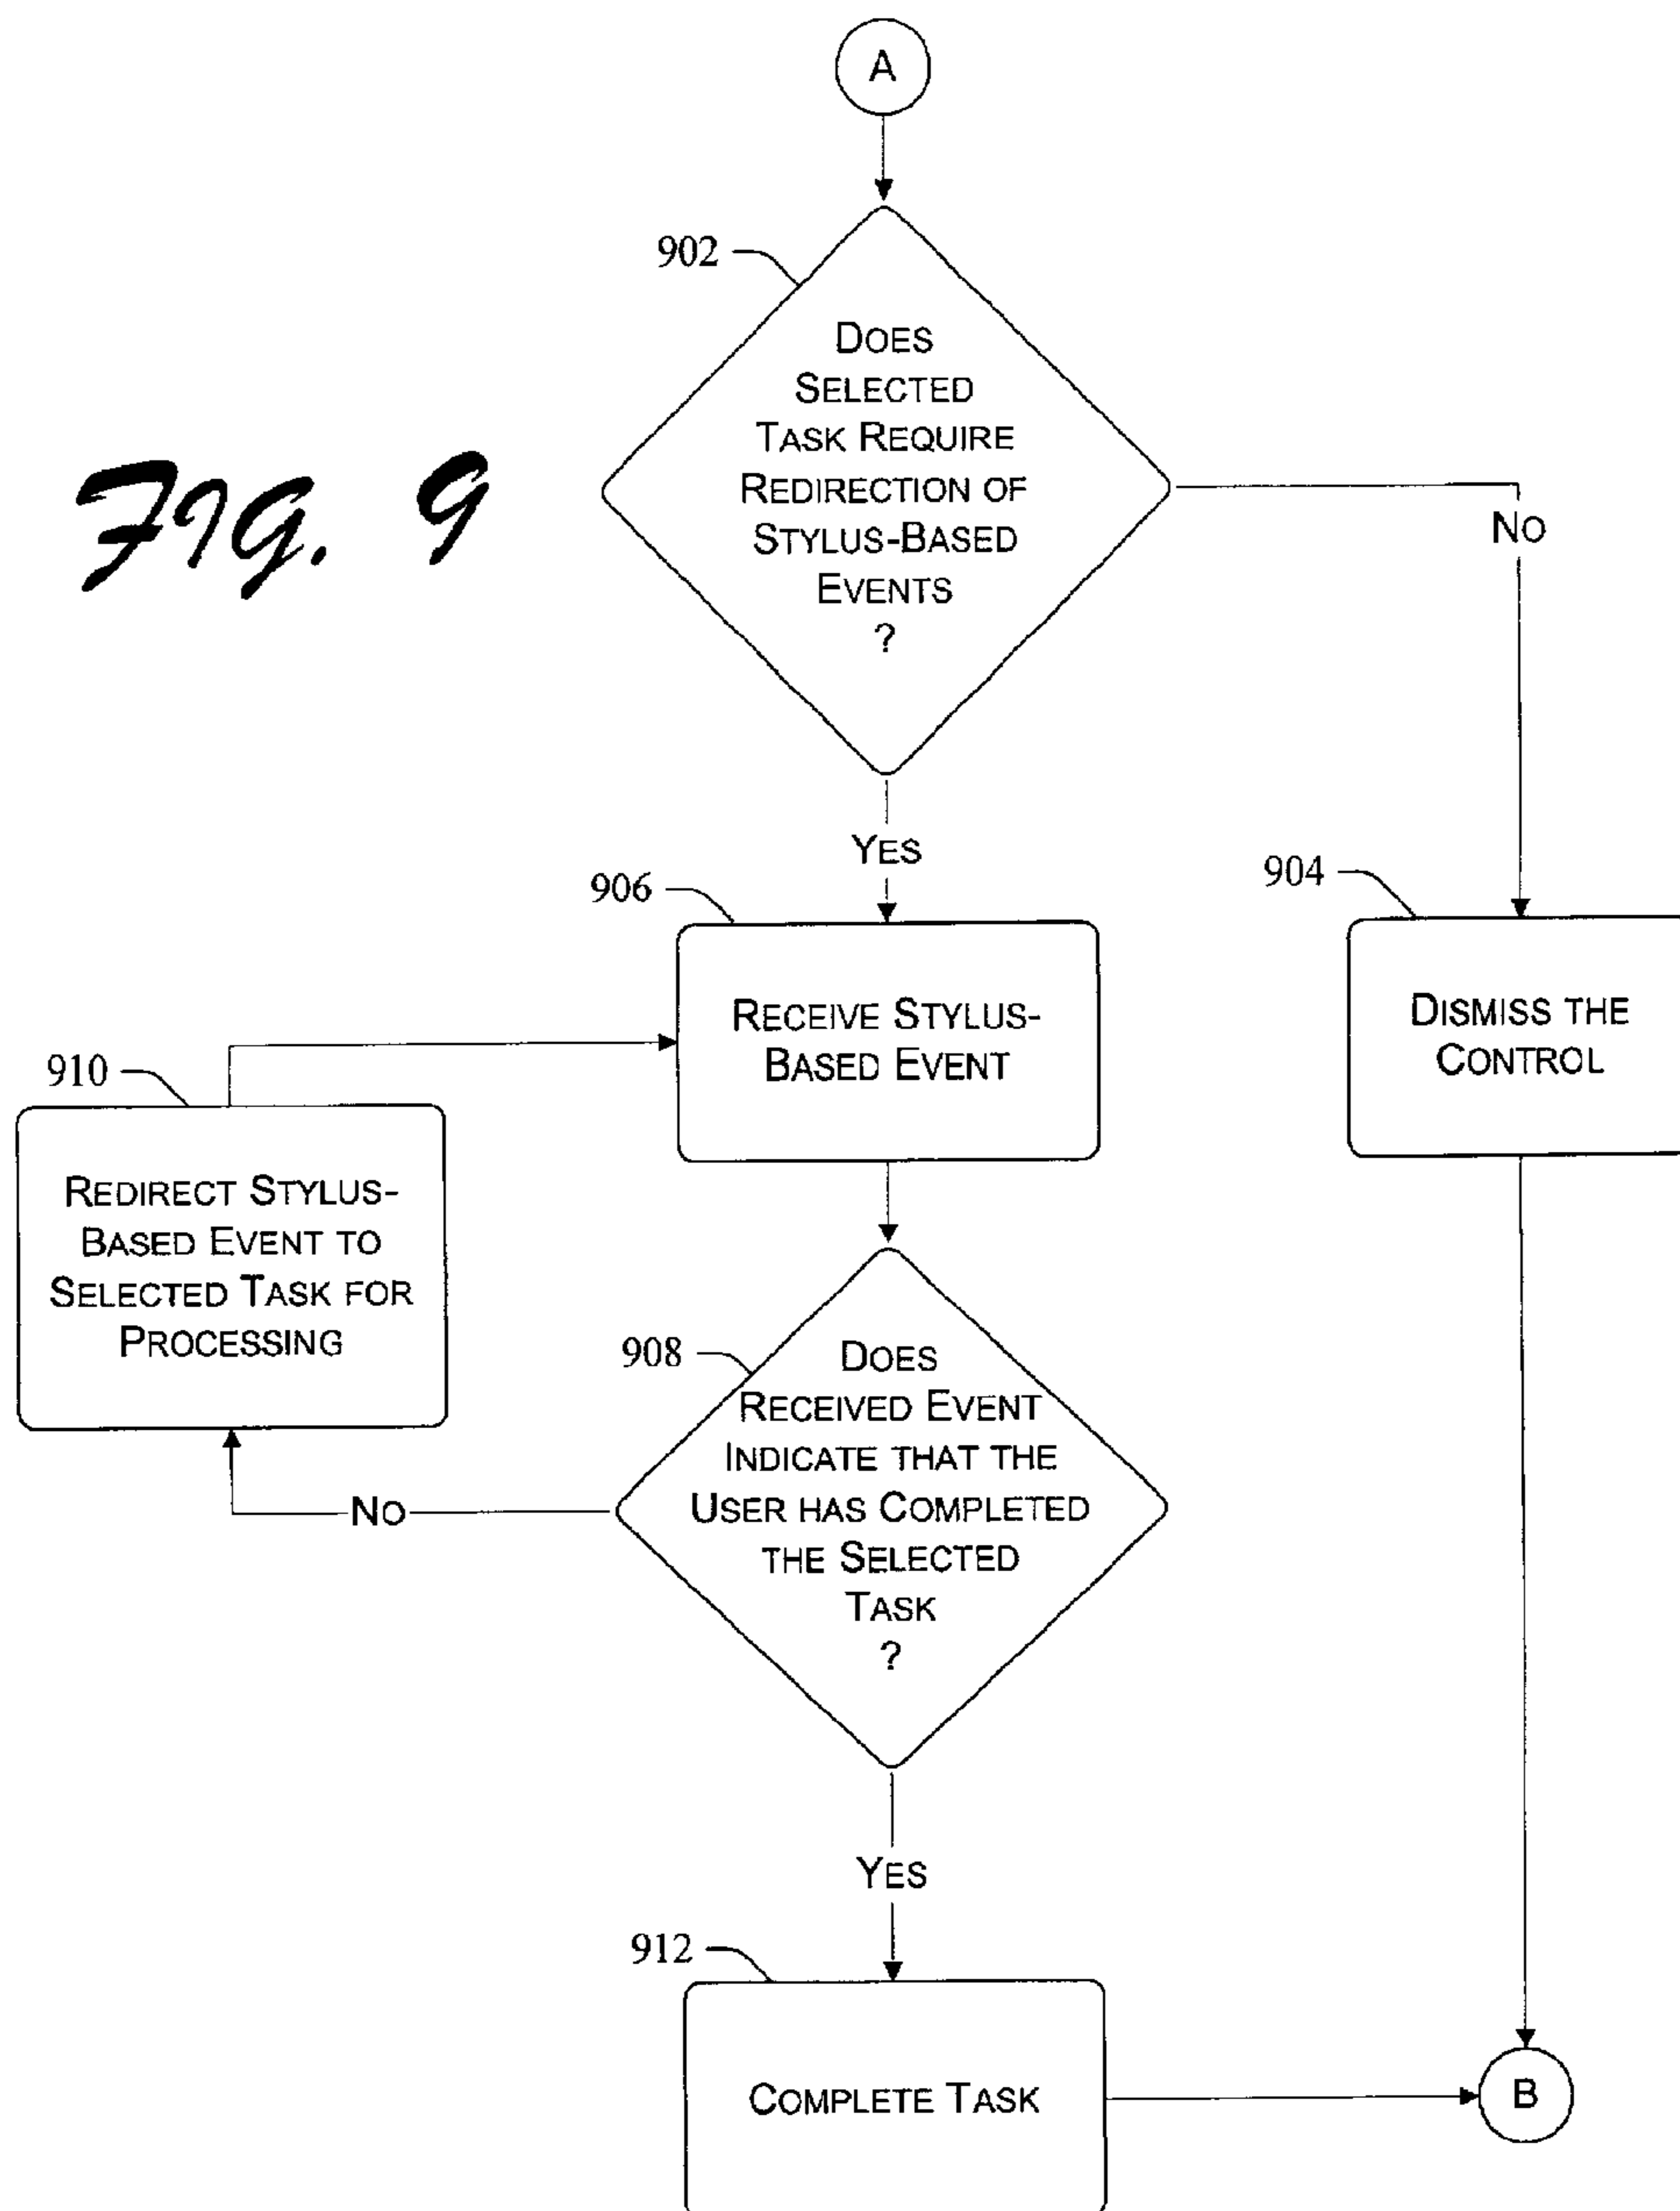 A
902
DOES
SELECTED
TASK REQUIRE
REDIRECTION OF
STYLUS-BASED
EVENTS
?
FIG. 9
NO
YES
906
904
RECEIVE STYLUS-
BASED EVENT
DISMISS THE
CONTROL
910
REDIRECT STYLUS-
BASED EVENT TO
SELECTED TASK FOR
PROCESSING
908
DOES
RECEIVED EVENT
INDICATE THAT THE
USER HAS COMPLETED
THE SELECTED
TASK
?
NO
YES
912
COMPLETE TASK
B